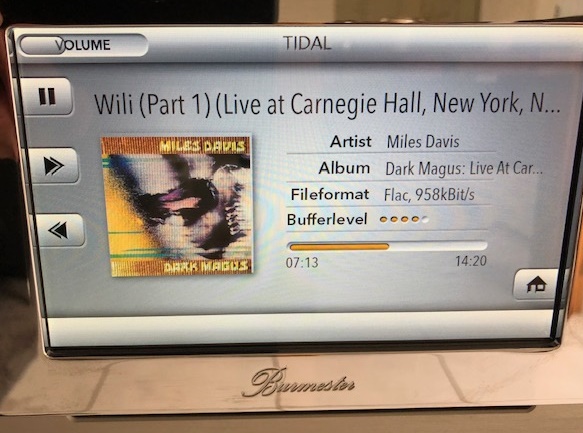 VOLUME
TIDAL
Wili (Part 1) (Live at Carnegie Hall, New York, N...
MILES DAVIS
DARK MAGUS
Artist Miles Davis
Album Dark Magus: Live At Car...
Fileformat Flac, 958kBit/s
Bufferlevel
07:13 14:20
Burmester